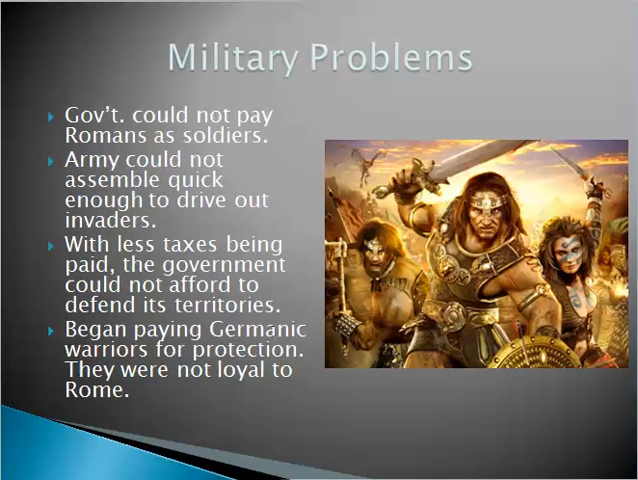 Military Problems
Gov't. could not pay
Romans as soldiers.
Army could not
assemble quick
enough to drive out
invaders.
With less taxes being
paid, the government
could not afford to
defend its territories.
Began paying Germanic
warriors for protection.
They were not loyal to
Rome.